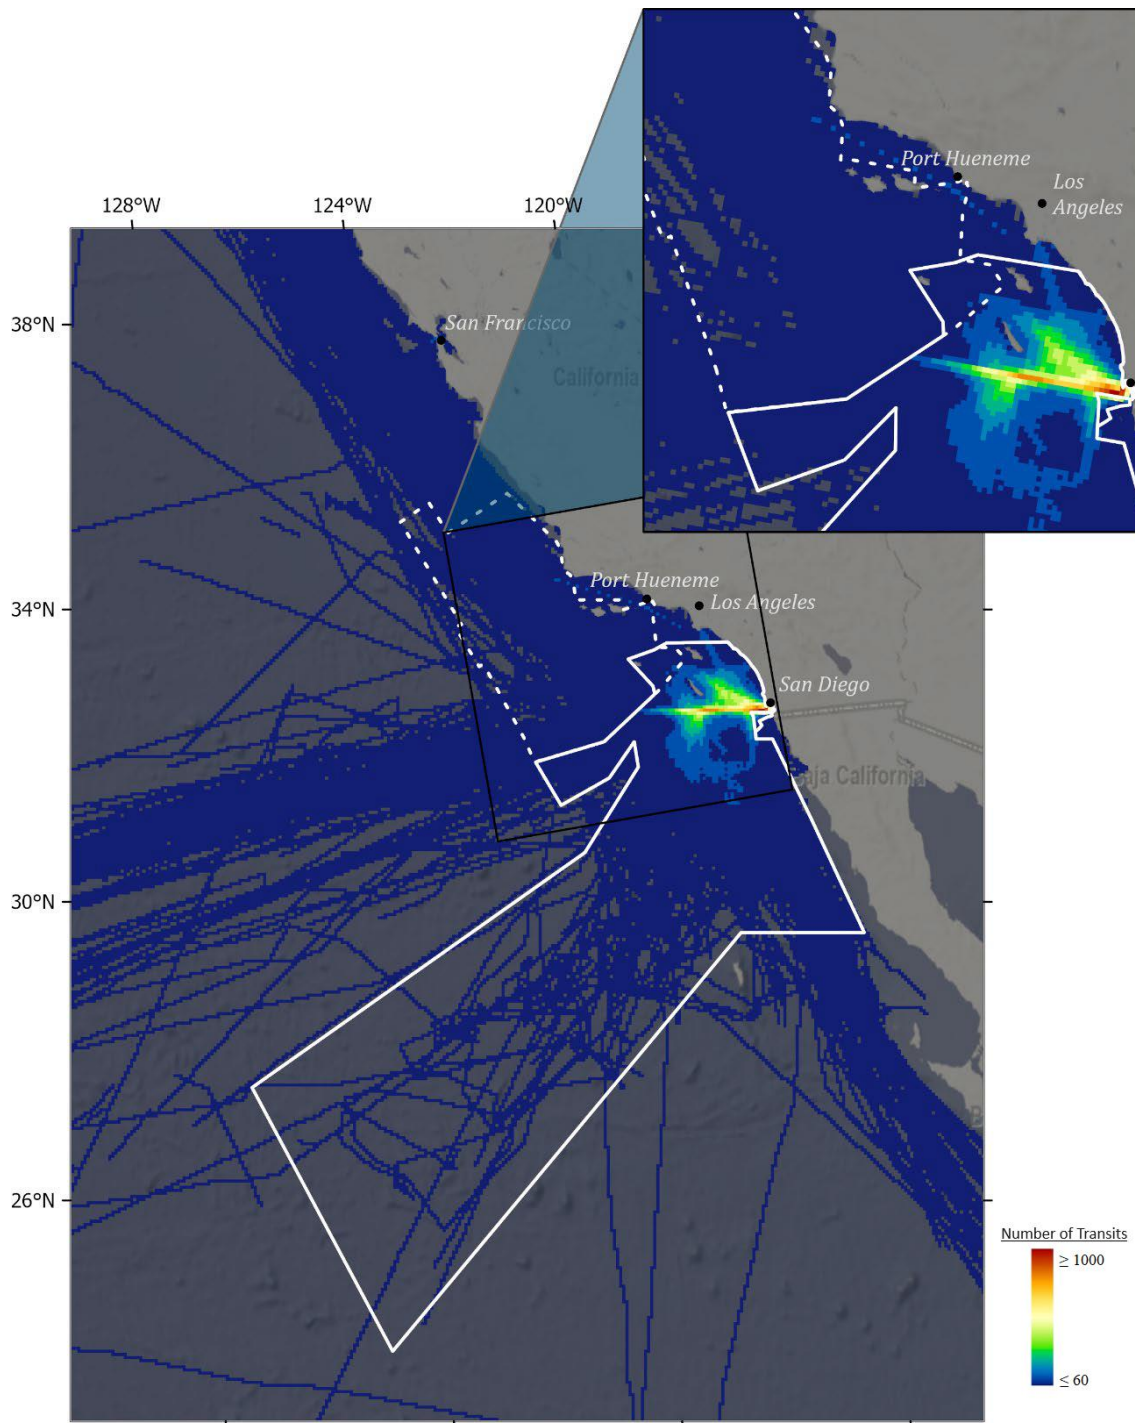 Port Hueneme
Los
Angeles
128°W
124°W
120°W
38°N
San Francisco
California
34°N
Port Hueneme
Los Angeles
San Diego
Baja California
30°N
26°N
Number of Transits
≥ 1000
≤ 60